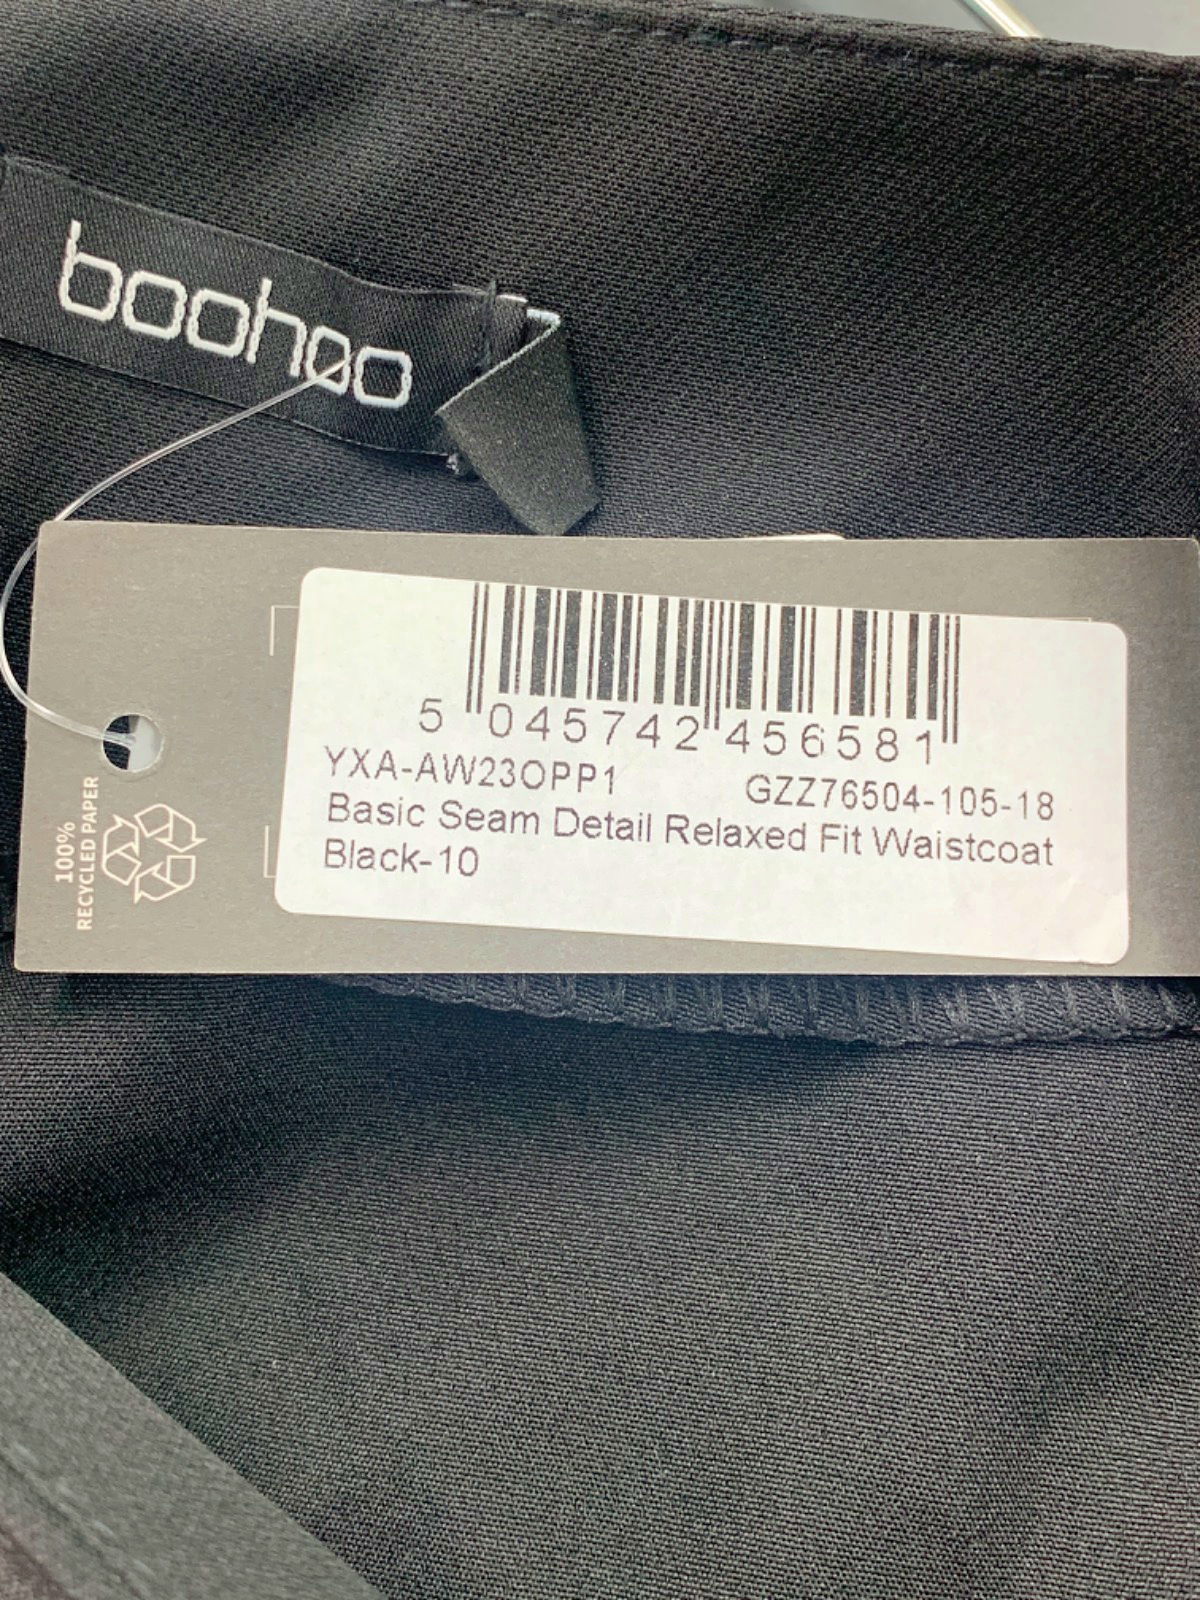 boohoo
5 045742 456581
YXA-AW23OPP1 GZZ76504-105-18
Basic Seam Detail Relaxed Fit Waistcoat
Black-10
100%
RECYCLED PAPER